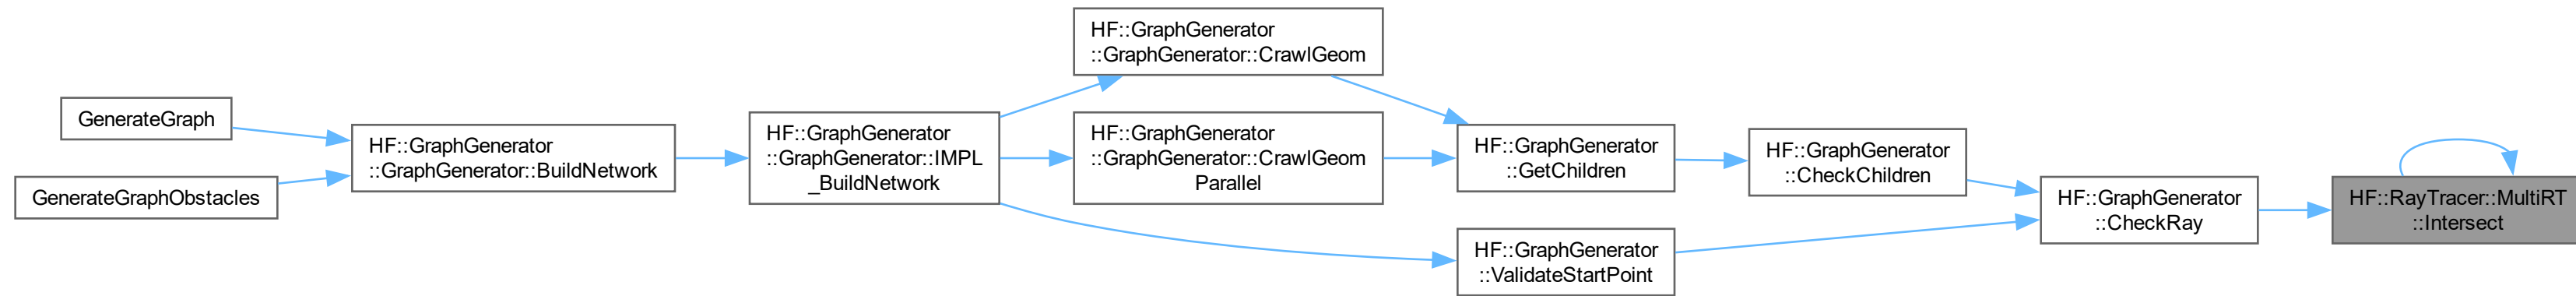 GenerateGraph
GenerateGraphObstacles
HF::GraphGenerator
::GraphGenerator::BuildNetwork
HF::GraphGenerator
::GraphGenerator::IMPL
_BuildNetwork
HF::GraphGenerator
::GraphGenerator::CrawlGeom
HF::GraphGenerator
::GraphGenerator::CrawlGeom
Parallel
HF::GraphGenerator
::GetChildren
HF::GraphGenerator
::ValidateStartPoint
HF::GraphGenerator
::CheckChildren
HF::GraphGenerator
::CheckRay
HF::RayTracer::MultiRT
::Intersect